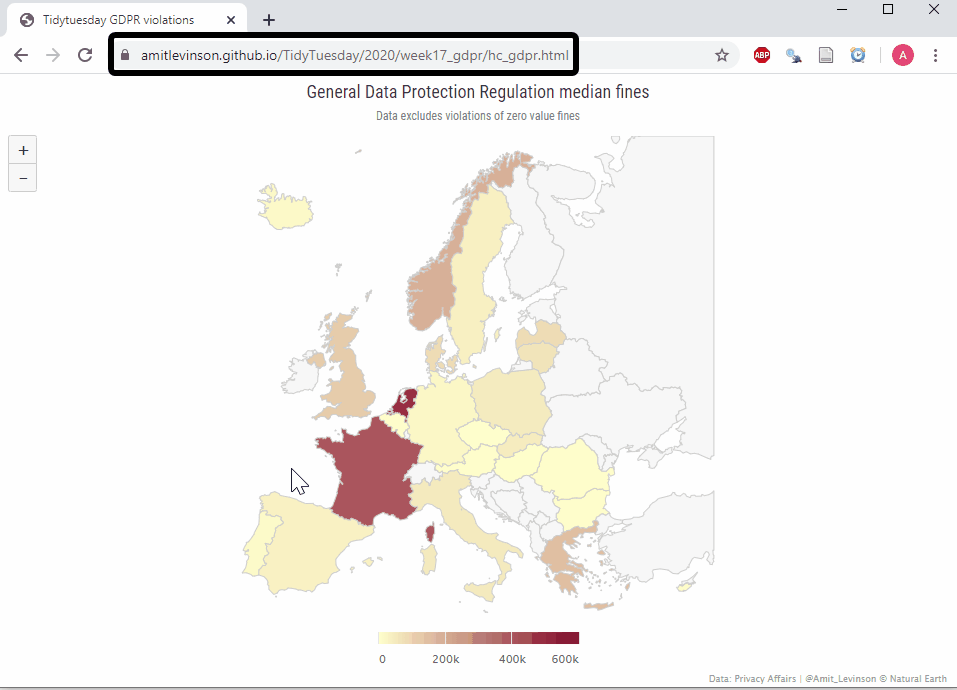 Tidytuesday GDPR violations
amitlevinson.github.io/TidyTuesday/2020/week17_gdpr/hc_gdpr.html
ABP
A
General Data Protection Regulation median fines
Data excludes violations of zero value fines
+
−
0 200k 400k 600k
Data: Privacy Affairs | @Amit_Levinson © Natural Earth